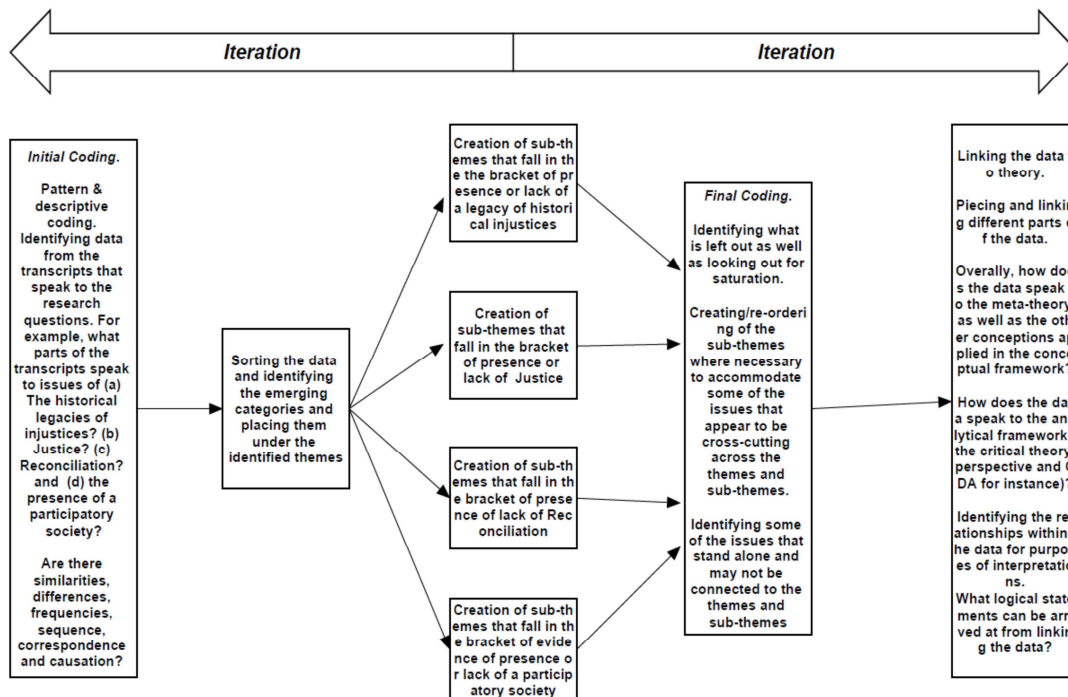 Iteration
Iteration
Initial Coding.
Pattern &
descriptive
coding.
Identifying data
from the
transcripts that
speak to the
research
questions. For
example, what
parts of the
transcripts speak
to issues of (a)
The historical
legacies of
injustices? (b)
Justice? (c)
Reconciliation?
and (d) the
presence of a
participatory
society?
Are there
similarities,
differences,
frequencies,
sequence,
correspondence
and causation?
Sorting the data
and identifying
the emerging
categories and
placing them
under the
identified themes
Creation of sub-th
emes that fall in th
e the bracket of pr
esence or lack of
a legacy of histori
cal injustices
Creation of
sub-themes that
fall in the bracket
of presence or
lack of Justice
Creation of sub-th
emes that fall in th
e bracket of prese
nce of lack of Rec
onciliation
Creation of sub-th
emes that fall in th
e bracket of evide
nce of presence o
r lack of a particip
atory society
Final Coding.
Identifying what
is left out as well
as looking out for
saturation.
Creating/re-orderi
ng of the
sub-themes
where necessary
to accommodate
some of the
issues that
appear to be
cross-cutting
across the
themes and
sub-themes.
Identifying some
of the issues that
stand alone and
may not be
connected to the
themes and
sub-themes
Linking the data
o theory.
Piecing and linkin
g different parts o
f the data.
Overally, how doe
s the data speak
o the meta-theory
as well as the oth
er conceptions ap
plied in the conce
ptual framework?
How does the dat
a speak to the an
lytical framework
the critical theory
perspective and C
DA for instance)?
Identifying the re
ationships within
he data for purpo
es of interpretatio
ns.
What logical state
ments can be arr
ved at from linkin
g the data?